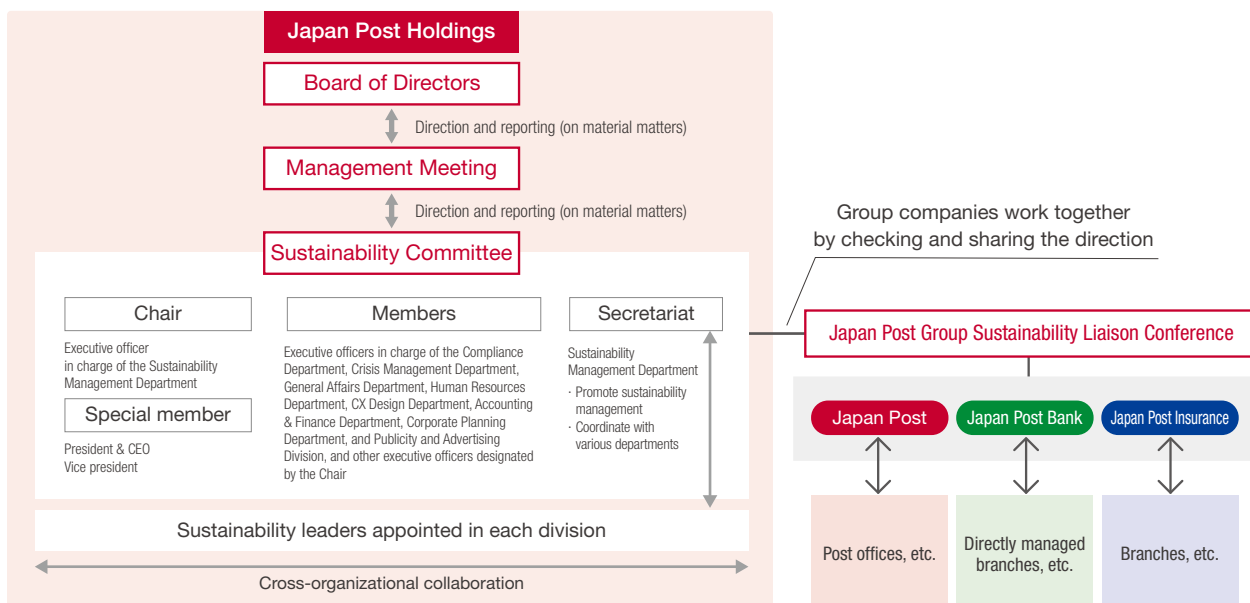 Japan Post Holdings
Board of Directors
Direction and reporting (on material matters)
Management Meeting
Direction and reporting (on material matters)
Sustainability Committee
Chair
Executive officer
in charge of the Sustainability
Management Department
Special member
President & CEO
Vice president
Members
Executive officers in charge of the Compliance
Department, Crisis Management Department,
General Affairs Department, Human Resources
Department, CX Design Department, Accounting
& Finance Department, Corporate Planning
Department, and Publicity and Advertising
Division, and other executive officers designated
by the Chair
Secretariat
Sustainability
Management Department
· Promote sustainability
management
· Coordinate with
various departments
Sustainability leaders appointed in each division
Cross-organizational collaboration
Group companies work together
by checking and sharing the direction
Japan Post Group Sustainability Liaison Conference
Japan Post
Japan Post Bank
Japan Post Insurance
Post offices, etc.
Directly managed
branches, etc.
Branches, etc.